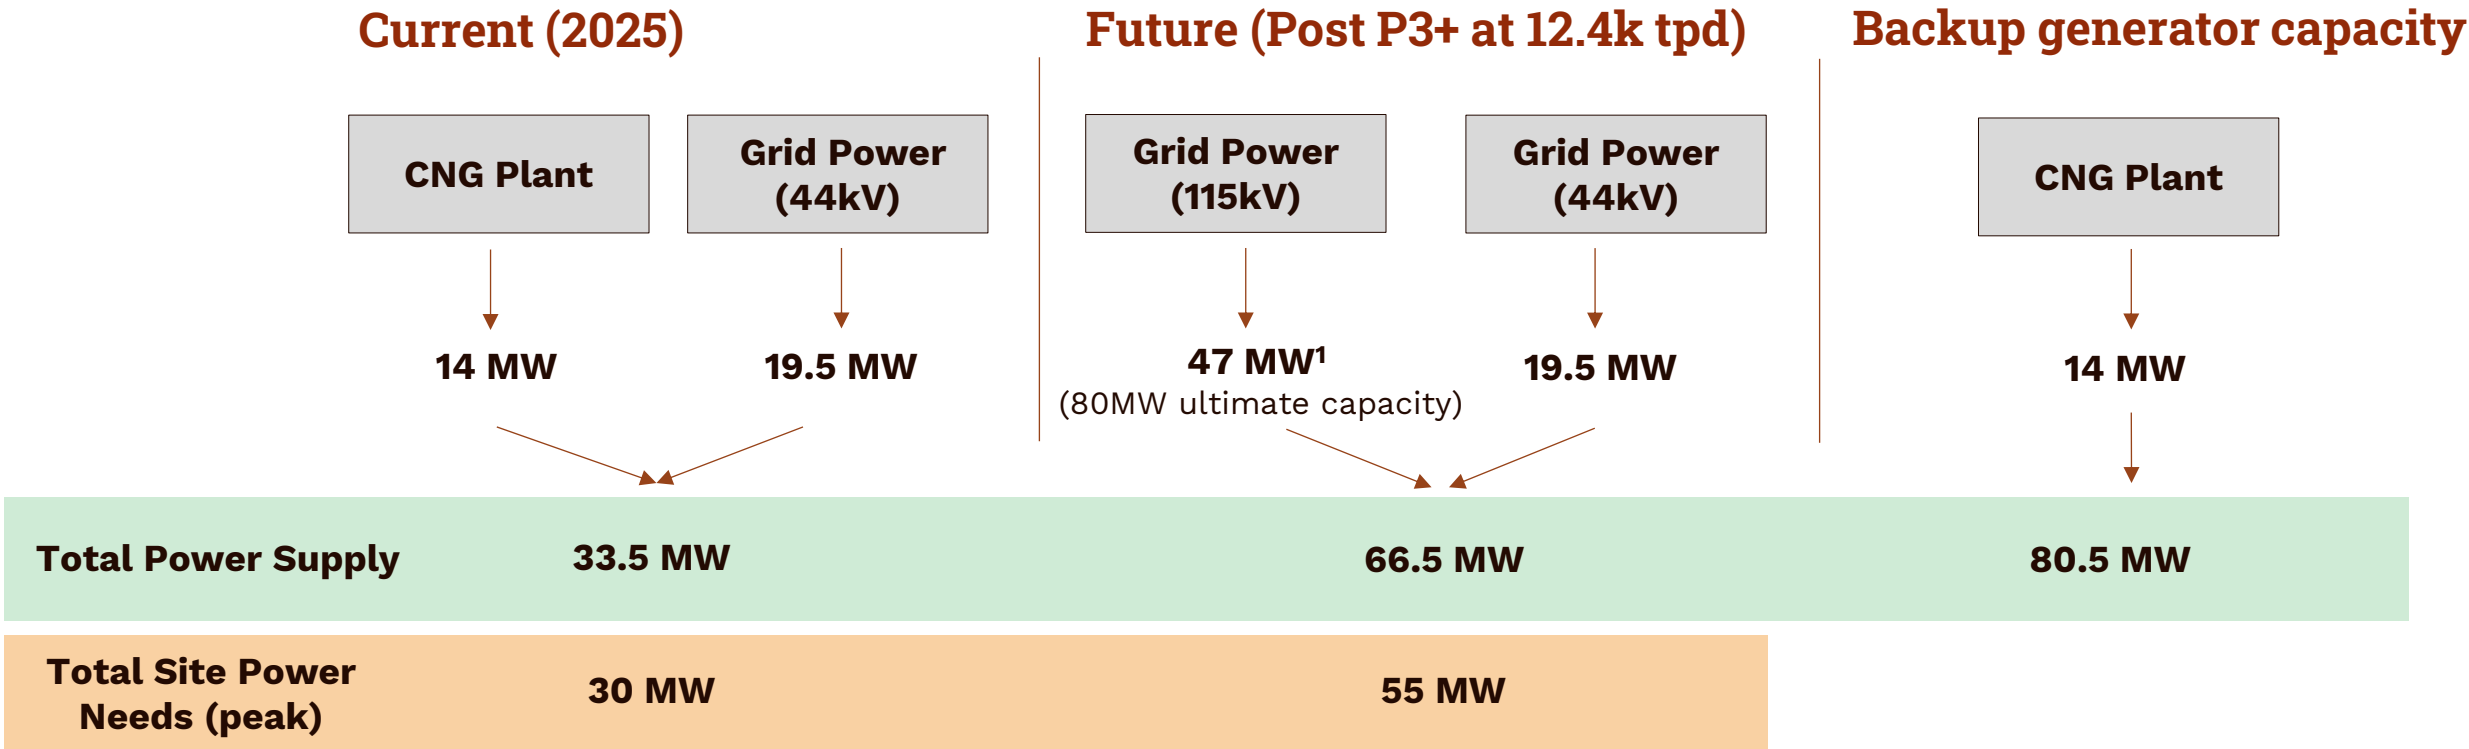 Current (2025)
Future (Post P3+ at 12.4k tpd)
Backup generator capacity
CNG Plant
Grid Power
(44kV)
Grid Power
(115kV)
Grid Power
(44kV)
CNG Plant
14 MW
19.5 MW
47 MW¹
(80MW ultimate capacity)
19.5 MW
14 MW
Total Power Supply
33.5 MW
66.5 MW
80.5 MW
Total Site Power
Needs (peak)
30 MW
55 MW